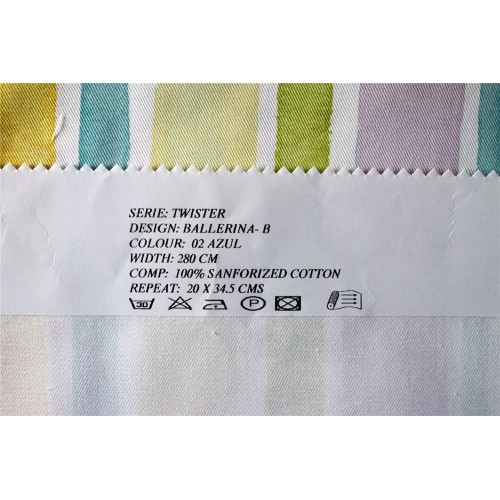 SERIE: TWISTER
DESIGN: BALLERINA- B
COLOUR: 02 AZUL
WIDTH: 280 CM
COMP: 100% SANFORIZED COTTON
REPEAT: 20 X 34.5 CMS
30 P